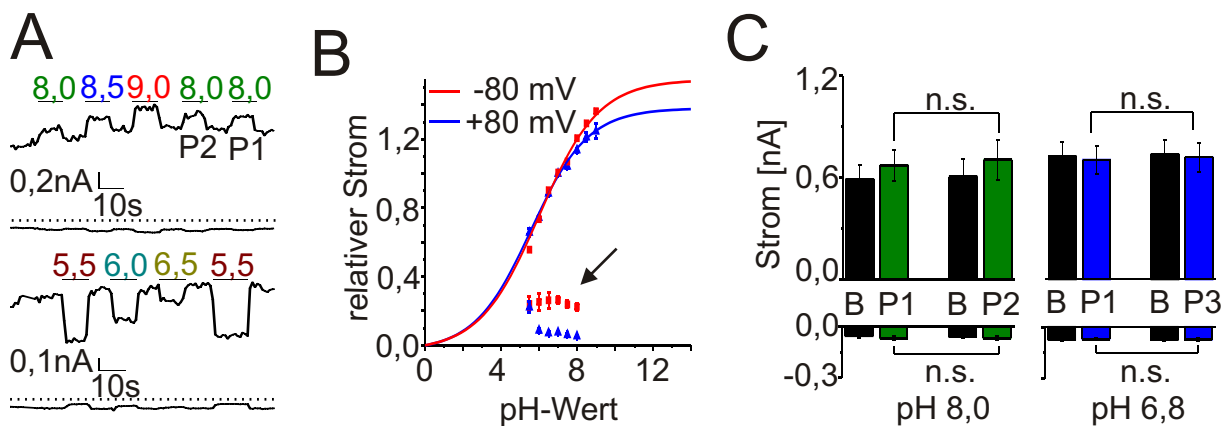 A
8,0 8,5 9,0 8,0 8,0
P2 P1
0,2nA
10s
5,5 6,0 6,5 5,5
0,1nA
10s
B
-80 mV
+80 mV
relativer Strom
1,2
0,8
0,4
0,0
0 4 8 12
pH-Wert
C
Strom [nA]
1,2
0,6
0,0
n.s. n.s.
B P1 B P2 B P1 B P3
0,0
-0,3
n.s. n.s.
pH 8,0 pH 6,8